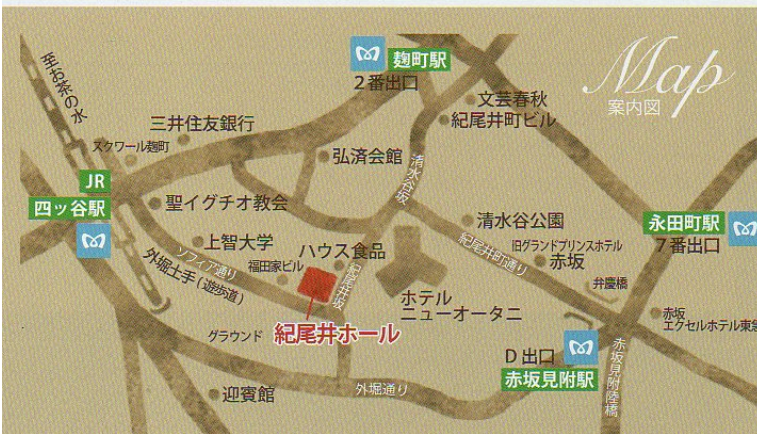 Map
案内図
至お茶の水
麹町駅
2番出口
文芸春秋
紀尾井町ビル
三井住友銀行
スクワール麹町
弘済会館
清水谷坂
JR
四ッ谷駅
聖イグナチオ教会
清水谷公園
永田町駅
7番出口
上智大学
ソフィア通り
外堀土手(遊歩道)
福田家ビル
ハウス食品
紀尾井坂
紀尾井町通り
旧グランドプリンスホテル
赤坂
弁慶橋
ホテル
ニューオータニ
赤坂
エクセルホテル東急
グラウンド
紀尾井ホール
D出口
赤坂見附駅
赤坂見附陸橋
迎賓館
外堀通り